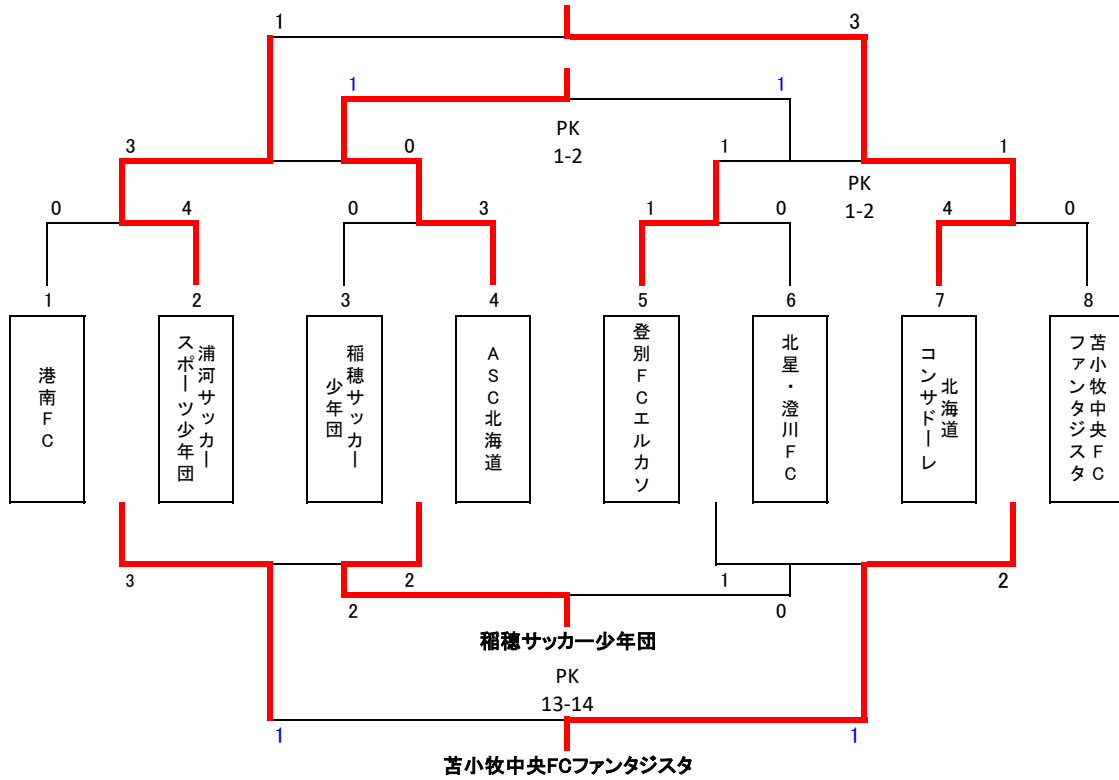 1 3
1 1
PK
1-2
3 0 1 1
PK
1-2
0 4 0 3 1 0 4 0
1 2 3 4 5 6 7 8
港南FC
浦河サッカー
スポーツ少年団
稲穂サッカー
少年団
ASC北海道
登別FCエルカソ
北星・澄川FC
北海道
コンサドーレ
苫小牧中央FC
ファンタジスタ
3 2 1 2
2 0
稲穂サッカー少年団
PK
13-14
1 1
苫小牧中央FCファンタジスタ